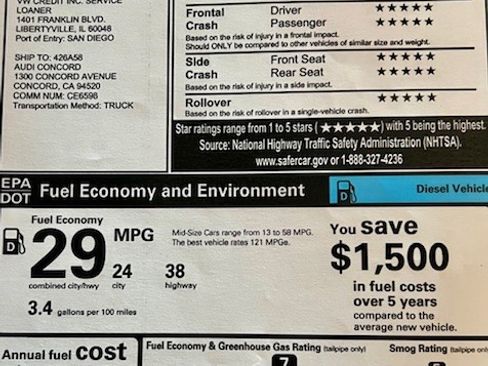 VW CREDIT INC. SERVICE
LOANER
1401 FRANKLIN BLVD.
LIBERTYVILLE, IL 60048
Port of Entry: SAN DIEGO
SHIP TO: 426A58
AUDI CONCORD
1300 CONCORD AVENUE
CONCORD, CA 94520
COMM NUM: CE6598
Transportation Method: TRUCK
Frontal Driver ★★★★★
Crash Passenger ★★★★★
Based on the risk of injury in a frontal impact.
Should ONLY be compared to other vehicles of similar size and weight.
Side Front Seat ★★★★★
Crash Rear Seat ★★★★★
Based on the risk of injury in a side impact.
Rollover ★★★★★
Based on the risk of rollover in a single-vehicle crash.
Star ratings range from 1 to 5 stars (★★★★★) with 5 being the highest.
Source: National Highway Traffic Safety Administration (NHTSA).
www.safercar.gov or 1-888-327-4236
EPA
DOT Fuel Economy and Environment
D Diesel Vehicle
Fuel Economy
D 29 MPG
combined city/hwy
24
city
38
highway
3.4 gallons per 100 miles
Mid-Size Cars range from 13 to 58 MPG.
The best vehicle rates 121 MPGe.
You save
$1,500
in fuel costs
over 5 years
compared to the
average new vehicle.
Annual fuel cost
Fuel Economy & Greenhouse Gas Rating (tailpipe only)
Smog Rating (tailpipe only)
7